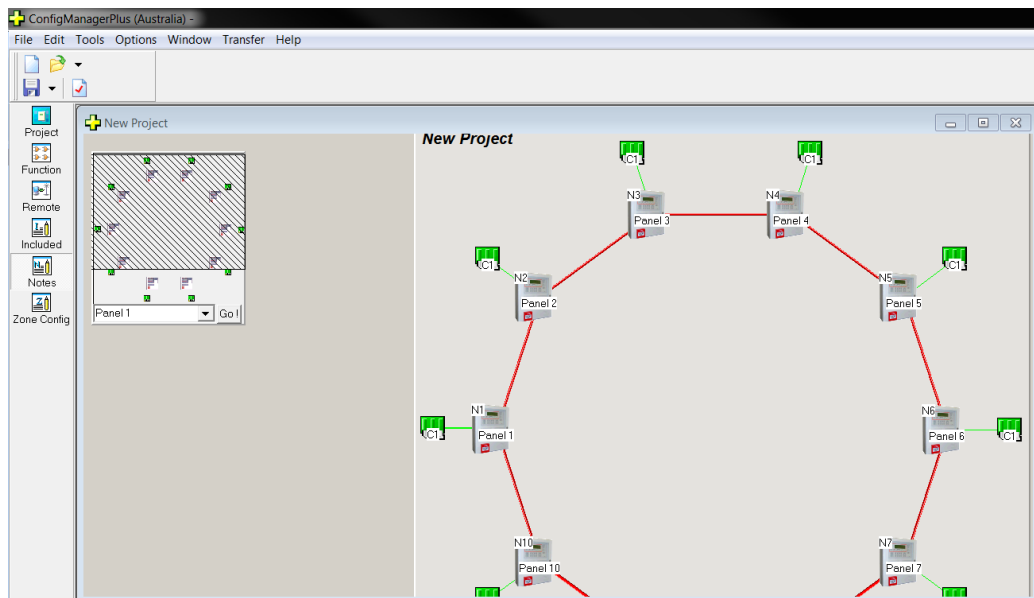 ConfigManagerPlus (Australia) -
File Edit Tools Options Window Transfer Help
Project
Function
Remote
Included
Notes
Zone Config
New Project
Panel 1
Go!
New Project
C1
C1
N3
Panel 3
N4
Panel 4
C1
C1
N2
Panel 2
N5
Panel 5
C1
N1
Panel 1
N6
Panel 6
C1
N10
Panel 10
N7
Panel 7